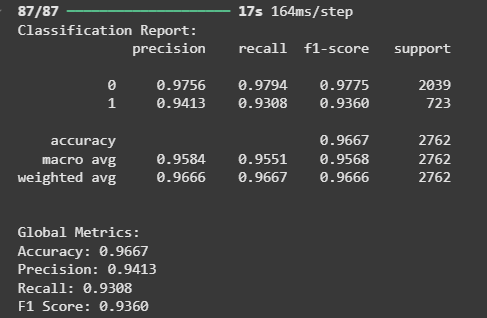 87/87 ━━━━━━━━━━━━━━━━━━━━ 17s 164ms/step
Classification Report:
              precision    recall  f1-score   support

           0     0.9756    0.9794    0.9775      2039
           1     0.9413    0.9308    0.9360       723

    accuracy                         0.9667      2762
   macro avg     0.9584    0.9551    0.9568      2762
weighted avg     0.9666    0.9667    0.9666      2762

Global Metrics:
Accuracy: 0.9667
Precision: 0.9413
Recall: 0.9308
F1 Score: 0.9360